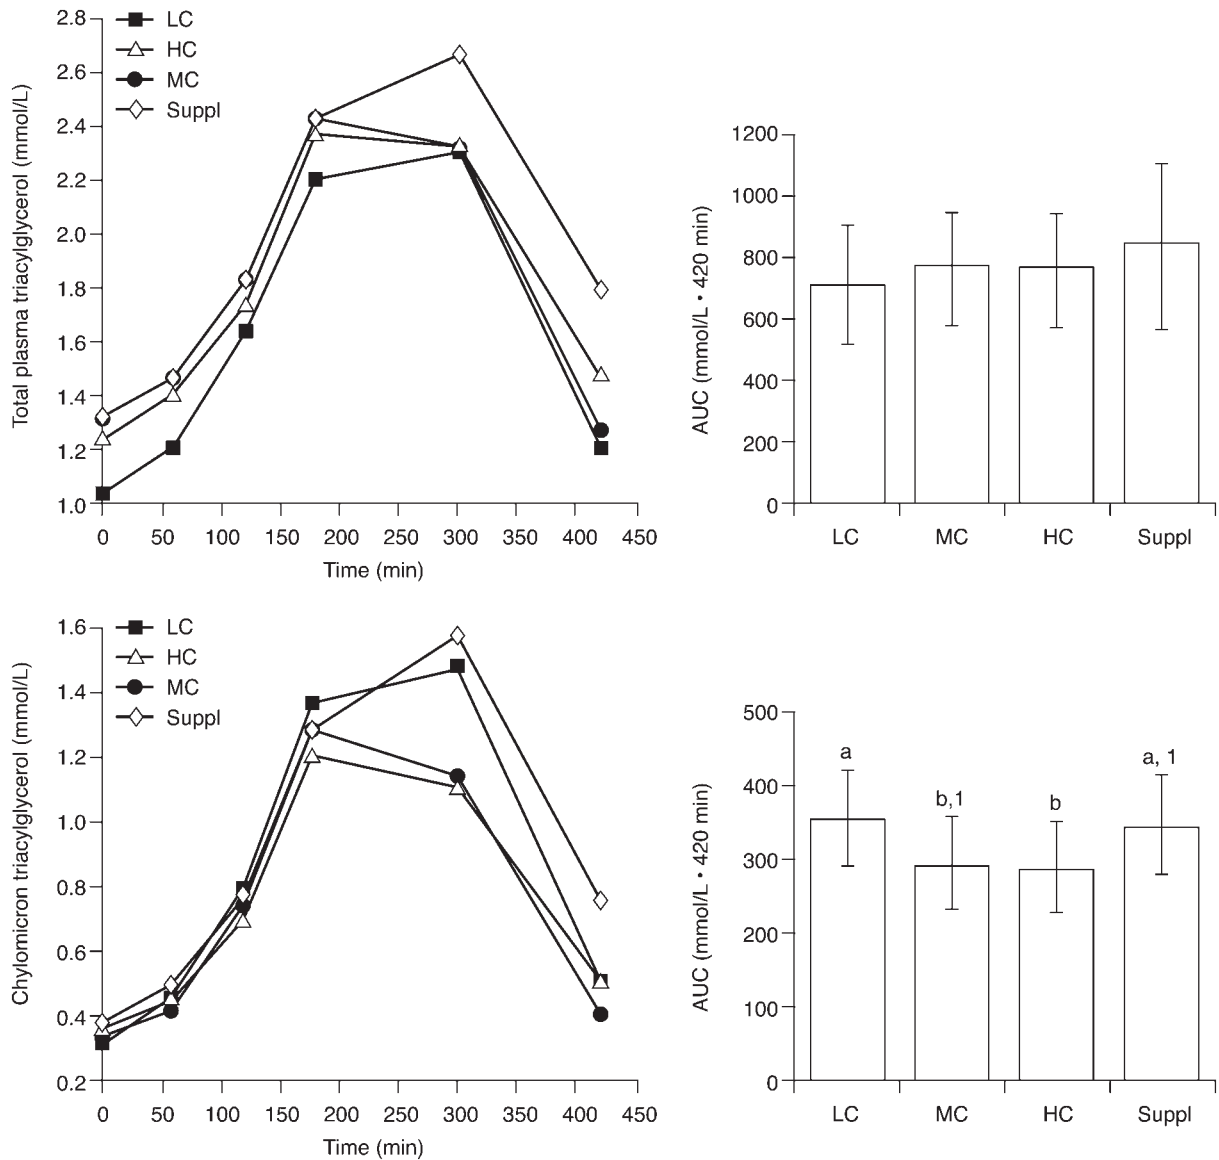 Total plasma triacylglycerol (mmol/L)
2.8
2.6
2.4
2.2
2.0
1.8
1.6
1.4
1.2
1.0
LC
HC
MC
Suppl
0 50 100 150 200 250 300 350 400 450
Time (min)
AUC (mmol/L • 420 min)
1200
1000
800
600
400
200
0
LC MC HC Suppl
Chylomicron triacylglycerol (mmol/L)
1.6
1.4
1.2
1.0
0.8
0.6
0.4
0.2
LC
HC
MC
Suppl
0 50 100 150 200 250 300 350 400 450
Time (min)
AUC (mmol/L • 420 min)
500
400
300
200
100
0
a b,1 b a, 1
LC MC HC Suppl